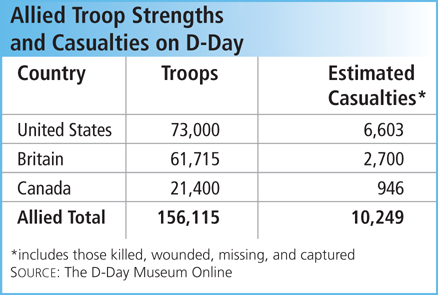 Allied Troop Strengths
and Casualties on D-Day
Country Troops Estimated
Casualties*
United States 73,000 6,603
Britain 61,715 2,700
Canada 21,400 946
Allied Total 156,115 10,249
*includes those killed, wounded, missing, and captured
SOURCE: The D-Day Museum Online